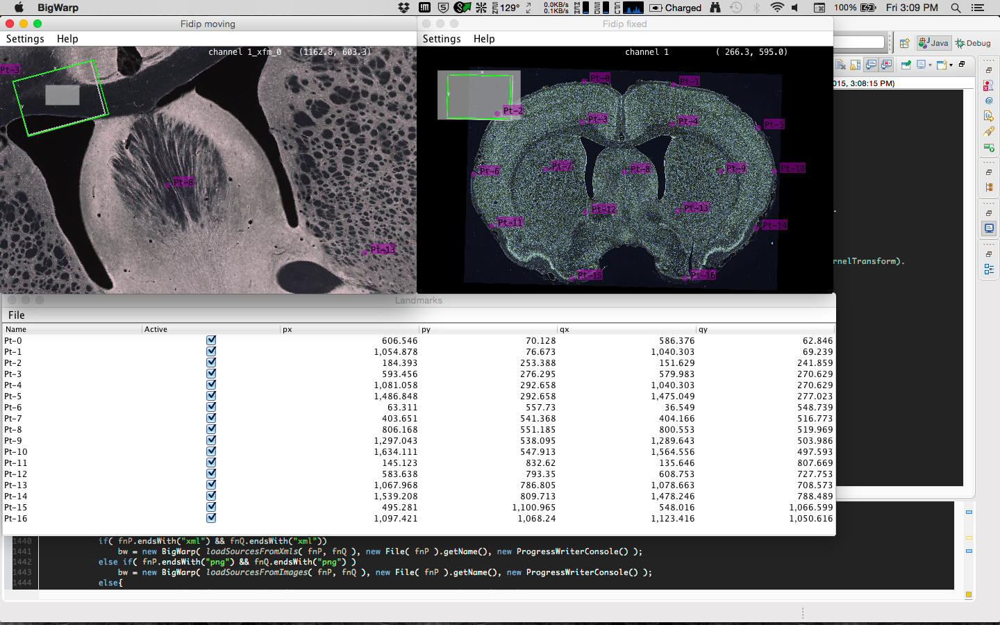 BigWarp
SEN 129° 0.0KB/s 0.1KB/s MEM SSD CPU Charged 100% Fri 3:09 PM
Fidip moving
Settings Help
channel 1_xfm_0 (1162.8, 603.3)
Pt-3
x
y
Pt-8
Pt-13
Fidip fixed
Settings Help
channel 1 ( 266.3, 595.0)
x
y
Pt-0
Pt-1
Pt-2
Pt-3
Pt-4
Pt-5
Pt-6
Pt-7
Pt-8
Pt-9
Pt-10
Pt-11
Pt-12
Pt-13
Pt-14
Pt-15
Pt-16
Java Debug
015, 3:08:15 PM)
rnelTransform).
Landmarks
File
Name Active px py qx qy
Pt-0 606.546 70.128 586.376 62.846
Pt-1 1,054.878 76.673 1,040.303 69.239
Pt-2 184.393 253.388 151.629 241.859
Pt-3 593.456 276.295 579.983 270.629
Pt-4 1,081.058 292.658 1,040.303 270.629
Pt-5 1,486.848 292.658 1,475.049 277.023
Pt-6 63.311 557.73 36.549 548.739
Pt-7 403.651 541.368 404.166 516.773
Pt-8 806.168 551.185 800.553 519.969
Pt-9 1,297.043 538.095 1,289.643 503.986
Pt-10 1,634.111 547.913 1,564.556 497.593
Pt-11 145.123 832.62 135.646 807.669
Pt-12 583.638 793.35 608.753 727.753
Pt-13 1,067.968 786.805 1,078.663 708.573
Pt-14 1,539.208 809.713 1,478.246 788.489
Pt-15 495.281 1,100.965 548.016 1,066.599
Pt-16 1,097.421 1,068.24 1,123.416 1,050.616
1440 if( fnP.endsWith("xml") && fnQ.endsWith("xml"))
1441 bw = new BigWarp( loadSourcesFromXmls( fnP, fnQ ), new File( fnP ).getName(), new ProgressWriterConsole() );
1442 else if( fnP.endsWith("png") && fnQ.endsWith("png") )
1443 bw = new BigWarp( loadSourcesFromImages( fnP, fnQ ), new File( fnP ).getName(), new ProgressWriterConsole() );
1444 else{